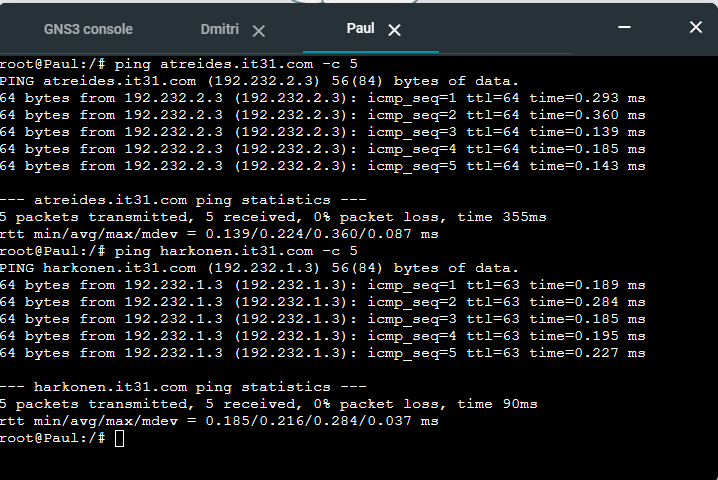 GNS3 console Dmitri Paul
root@Paul:/# ping atreides.it31.com -c 5
PING atreides.it31.com (192.232.2.3) 56(84) bytes of data.
64 bytes from 192.232.2.3 (192.232.2.3): icmp_seq=1 ttl=64 time=0.293 ms
64 bytes from 192.232.2.3 (192.232.2.3): icmp_seq=2 ttl=64 time=0.360 ms
64 bytes from 192.232.2.3 (192.232.2.3): icmp_seq=3 ttl=64 time=0.139 ms
64 bytes from 192.232.2.3 (192.232.2.3): icmp_seq=4 ttl=64 time=0.185 ms
64 bytes from 192.232.2.3 (192.232.2.3): icmp_seq=5 ttl=64 time=0.143 ms
--- atreides.it31.com ping statistics ---
5 packets transmitted, 5 received, 0% packet loss, time 355ms
rtt min/avg/max/mdev = 0.139/0.224/0.360/0.087 ms
root@Paul:/# ping harkonen.it31.com -c 5
PING harkonen.it31.com (192.232.1.3) 56(84) bytes of data.
64 bytes from 192.232.1.3 (192.232.1.3): icmp_seq=1 ttl=63 time=0.189 ms
64 bytes from 192.232.1.3 (192.232.1.3): icmp_seq=2 ttl=63 time=0.284 ms
64 bytes from 192.232.1.3 (192.232.1.3): icmp_seq=3 ttl=63 time=0.185 ms
64 bytes from 192.232.1.3 (192.232.1.3): icmp_seq=4 ttl=63 time=0.195 ms
64 bytes from 192.232.1.3 (192.232.1.3): icmp_seq=5 ttl=63 time=0.227 ms
--- harkonen.it31.com ping statistics ---
5 packets transmitted, 5 received, 0% packet loss, time 90ms
rtt min/avg/max/mdev = 0.185/0.216/0.284/0.037 ms
root@Paul:/#